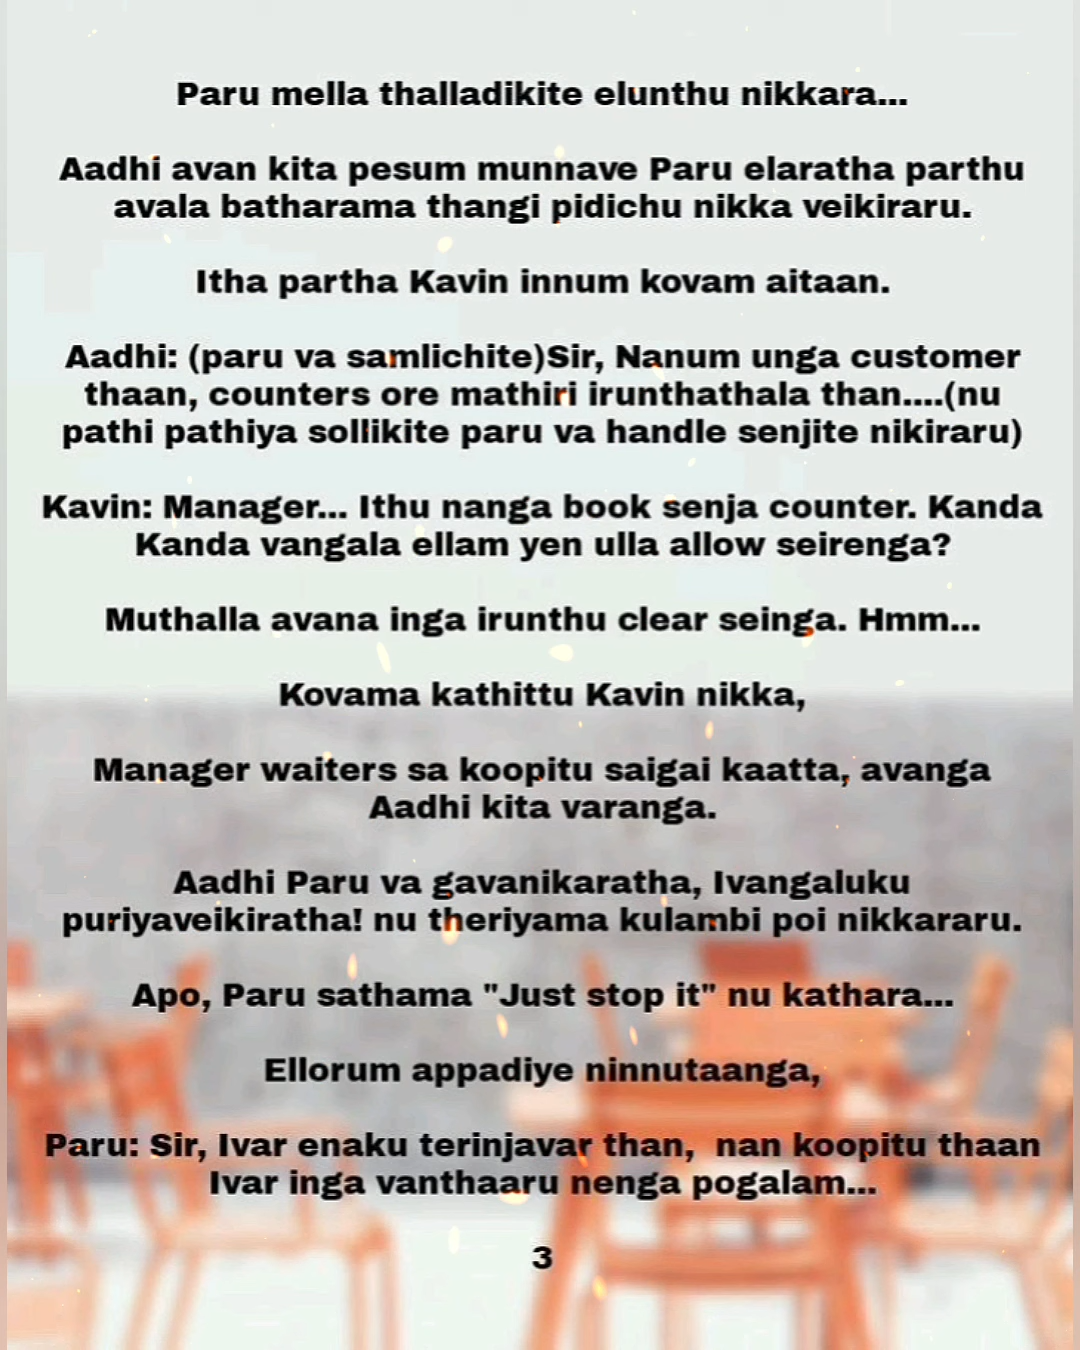 Paru mella thalladikite elunthu nikkara...
Aadhi avan kita pesum munnave Paru elaratha parthu
avala batharama thangi pidichu nikka veikiraru.
Itha partha Kavin innum kovam aitaan.
Aadhi: (paru va samlichite)Sir, Nanum unga customer
thaan, counters ore mathiri irunthathala than....(nu
pathi pathiya sollikite paru va handle senjite nikiraru)
Kavin: Manager... Ithu nanga book senja counter. Kanda
Kanda vangala ellam yen ulla allow seirenga?
Muthalla avana inga irunthu clear seinga. Hmm...
Kovama kathittu Kavin nikka,
Manager waiters sa koopitu saigai kaatta, avanga
Aadhi kita varanga.
Aadhi Paru va gavanikaratha, Ivangaluku
puriyaveikiratha! nu theriyama kulambi poi nikkararu.
Apo, Paru sathama "Just stop it" nu kathara...
Ellorum appadiye ninnutaanga,
Paru: Sir, Ivar enaku terinjavar than,  nan koopitu thaan
Ivar inga vanthaaru nenga pogalam...
3